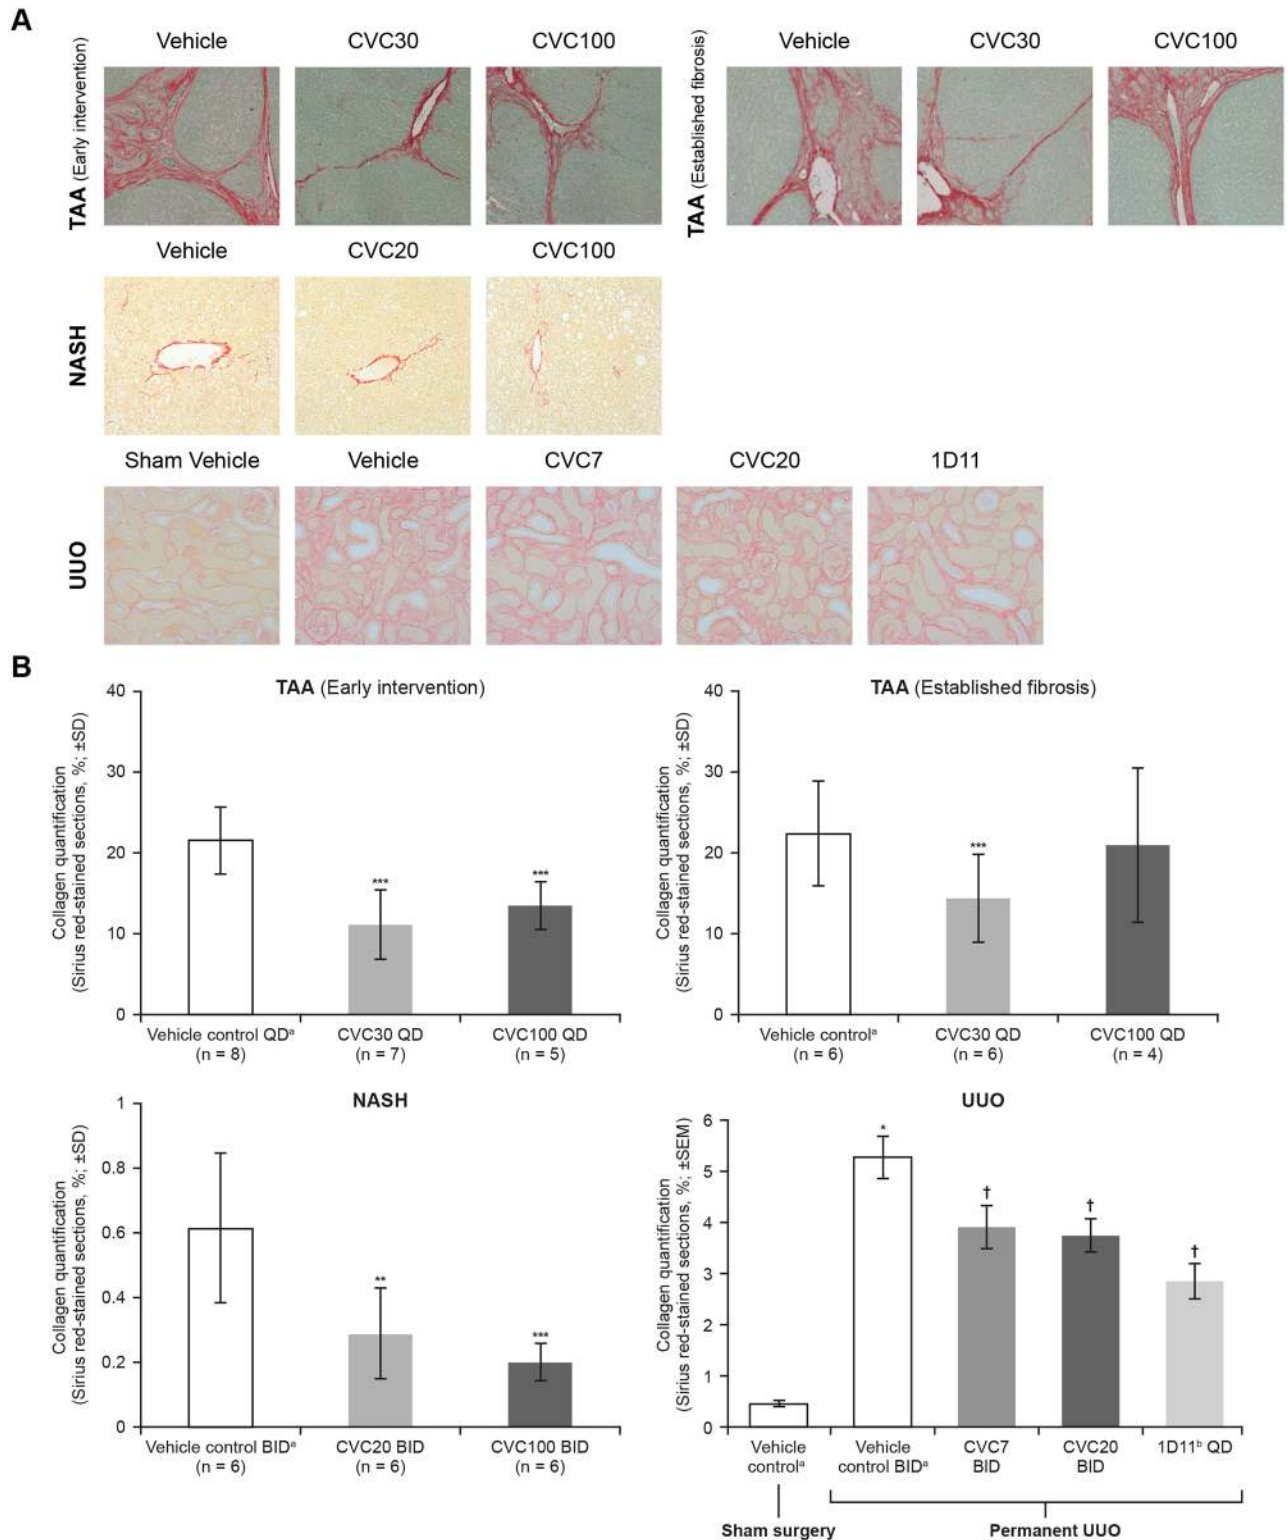 A
Vehicle CVC30 CVC100
TAA (Early intervention)
Vehicle CVC30 CVC100
TAA (Established fibrosis)
Vehicle CVC20 CVC100
NASH
Sham Vehicle Vehicle CVC7 CVC20 1D11
UUO
B
TAA (Early intervention)
Collagen quantification
(Sirius red-stained sections, %; ±SD)
40
30
20
10
0
***
***
Vehicle control QDᵃ CVC30 QD CVC100 QD
(n = 8) (n = 7) (n = 5)
TAA (Established fibrosis)
Collagen quantification
(Sirius red-stained sections, %; ±SD)
40
30
20
10
0
***
Vehicle controlᵃ CVC30 QD CVC100 QD
(n = 6) (n = 6) (n = 4)
NASH
Collagen quantification
(Sirius red-stained sections, %; ±SD)
1
0.8
0.6
0.4
0.2
0
**
***
Vehicle control BIDᵃ CVC20 BID CVC100 BID
(n = 6) (n = 6) (n = 6)
UUO
Collagen quantification
(Sirius red-stained sections, %; ±SEM)
6
5
4
3
2
1
0
*
†
†
†
Vehicle Vehicle CVC7 CVC20 1D11ᵇ QD
controlᵃ control BIDᵃ BID BID
Sham surgery Permanent UUO